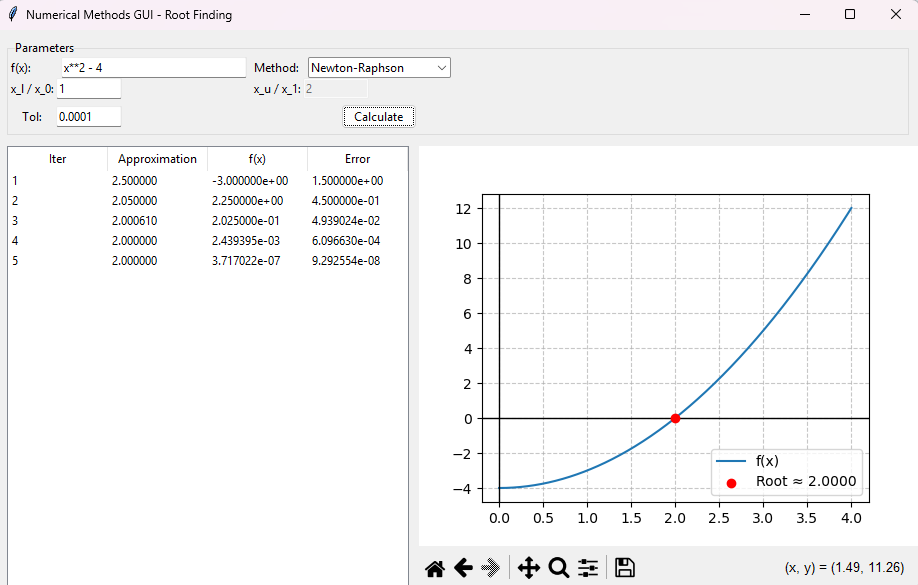 Numerical Methods GUI - Root Finding
Parameters
f(x): x**2 - 4 Method: Newton-Raphson
x_l / x_0: 1 x_u / x_1: 2
Tol: 0.0001 Calculate
Iter Approximation f(x) Error
1 2.500000 -3.000000e+00 1.500000e+00
2 2.050000 2.250000e+00 4.500000e-01
3 2.000610 2.025000e-01 4.939024e-02
4 2.000000 2.439395e-03 6.096630e-04
5 2.000000 3.717022e-07 9.292554e-08
12
10
8
6
4
2
0
−2
−4
0.0 0.5 1.0 1.5 2.0 2.5 3.0 3.5 4.0
f(x)
Root ≈ 2.0000
(x, y) = (1.49, 11.26)